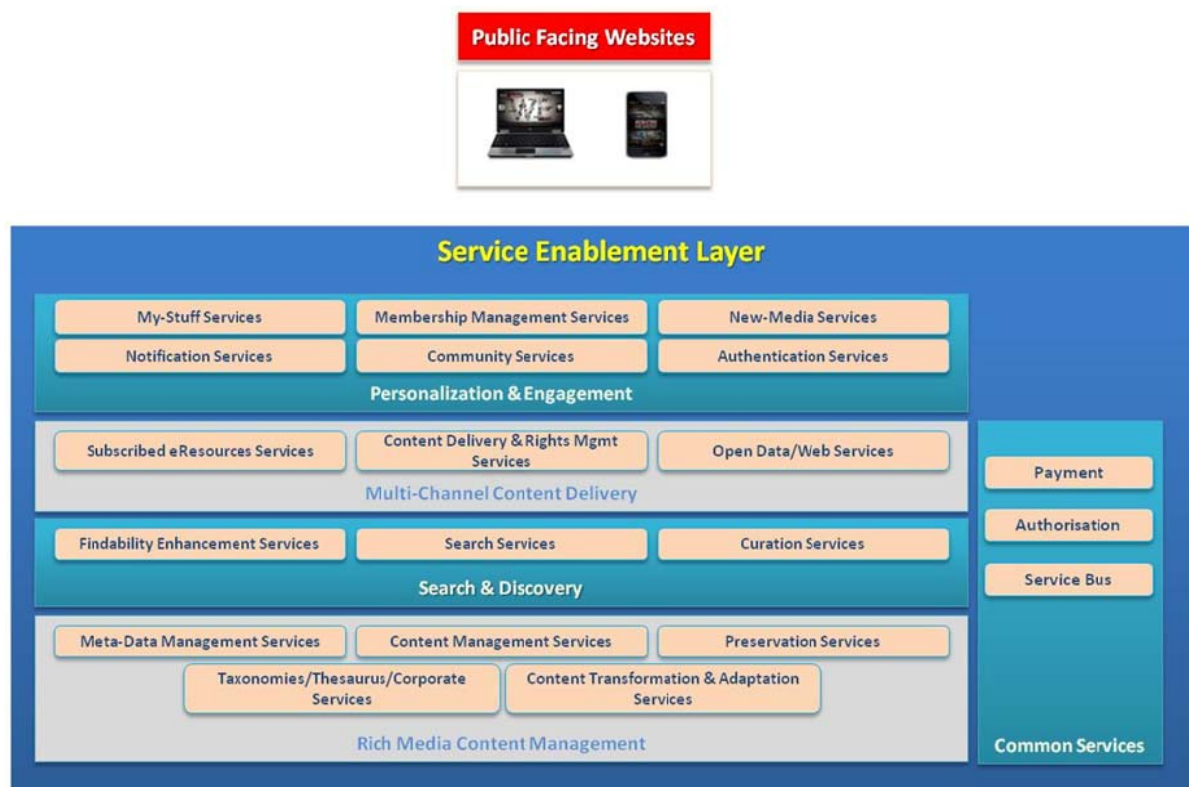 Public Facing Websites
WE
Service Enablement Layer
My-Stuff Services
Membership Management Services
New-Media Services
Notification Services
Community Services
Authentication Services
Personalization & Engagement
Subscribed eResources Services
Content Delivery & Rights Mgmt
Services
Open Data/Web Services
Multi-Channel Content Delivery
Findability Enhancement Services
Search Services
Curation Services
Search & Discovery
Meta-Data Management Services
Content Management Services
Preservation Services
Taxonomies/Thesaurus/Corporate
Services
Content Transformation & Adaptation
Services
Rich Media Content Management
Payment
Authorisation
Service Bus
Common Services